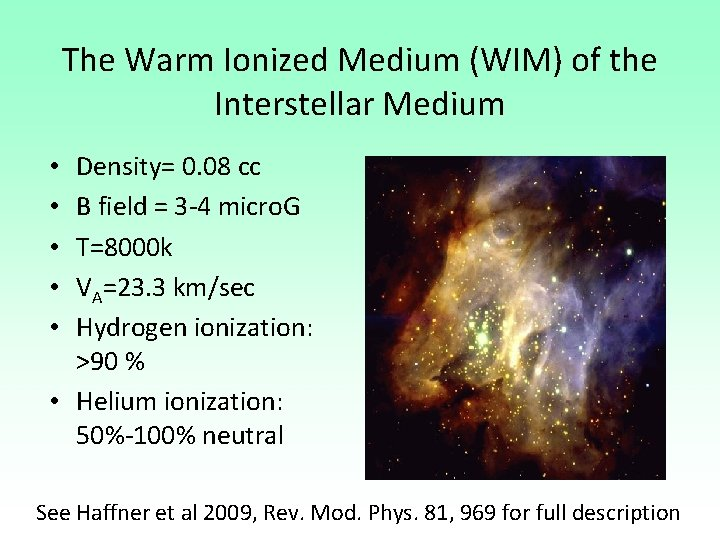 The Warm Ionized Medium (WIM) of the
Interstellar Medium
• Density= 0. 08 cc
• B field = 3-4 micro. G
• T=8000k
• VA=23. 3 km/sec
• Hydrogen ionization:
>90 %
• Helium ionization:
50%-100% neutral
See Haffner et al 2009, Rev. Mod. Phys. 81, 969 for full description